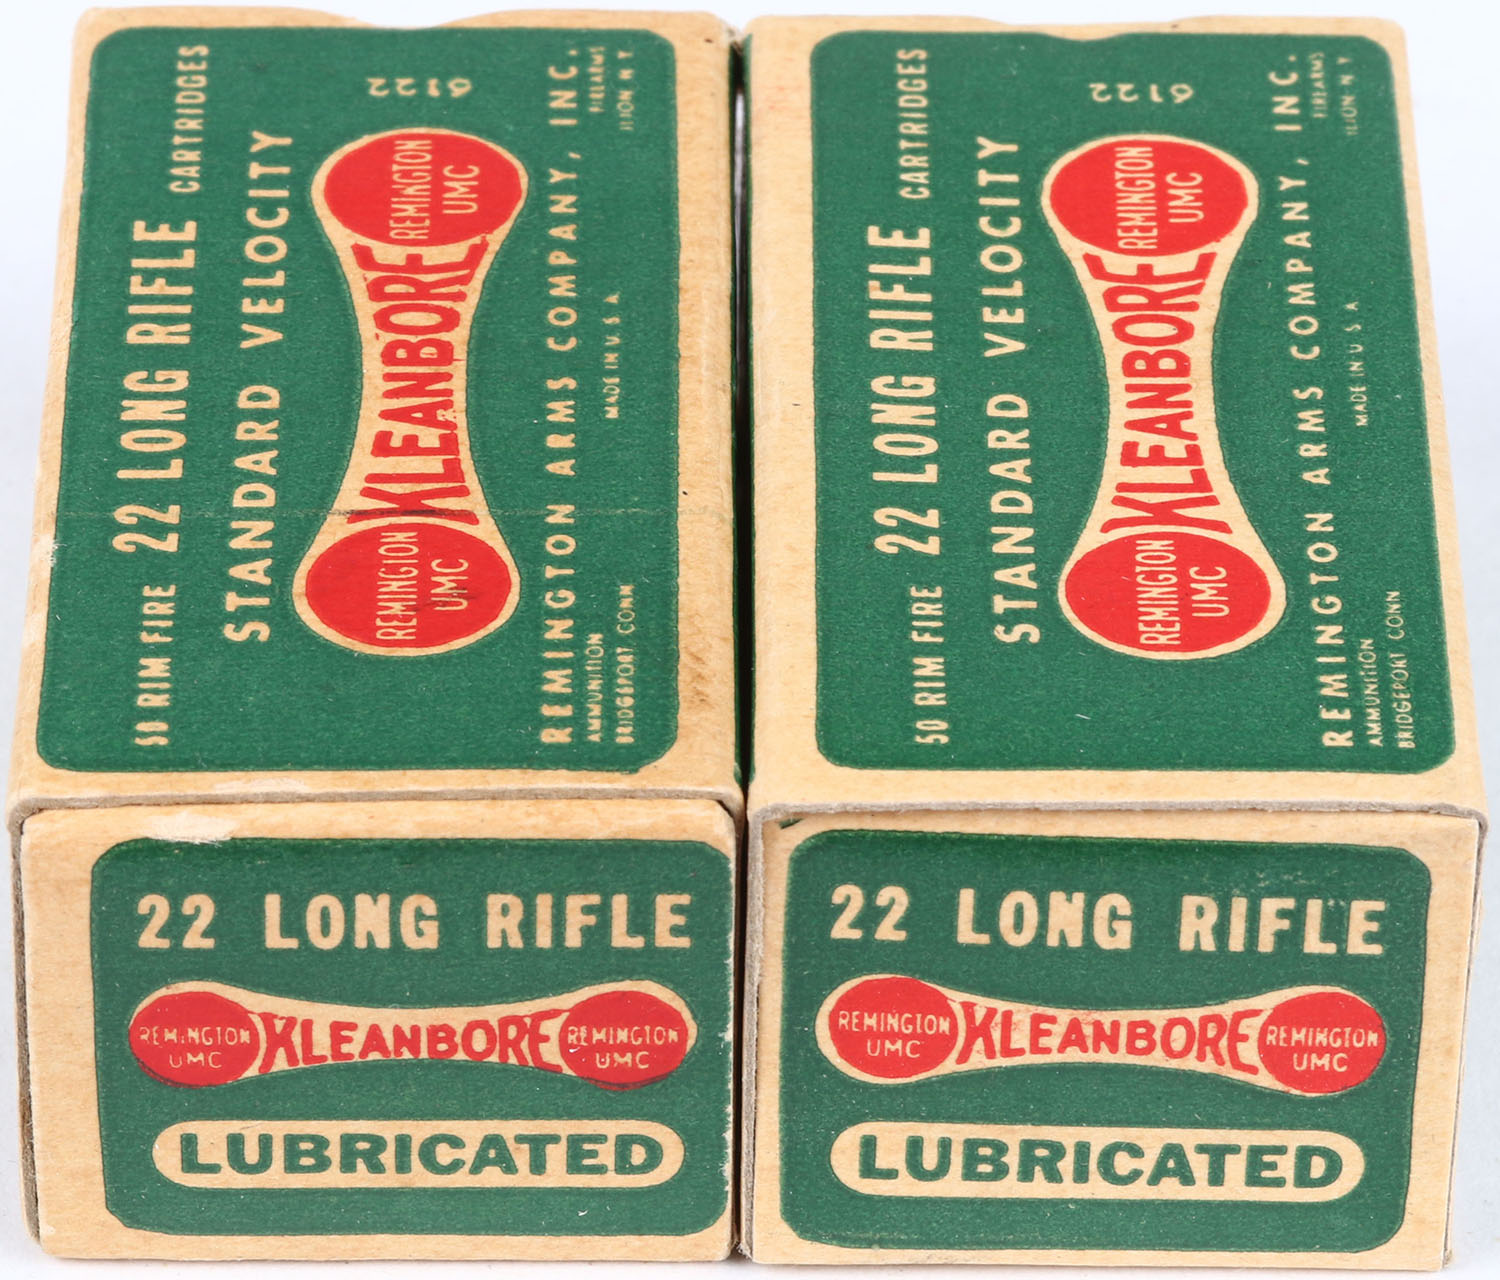 50 RIM FIRE 22 LONG RIFLE CARTRIDGES
STANDARD VELOCITY
REMINGTON UMC KLEANBORE REMINGTON UMC
REMINGTON ARMS COMPANY, INC.
AMMUNITION MADE IN U.S.A. FIREARMS
BRIDGEPORT CONN ILION N.Y.
6122
22 LONG RIFLE
REMINGTON UMC KLEANBORE REMINGTON UMC
LUBRICATED
50 RIM FIRE 22 LONG RIFLE CARTRIDGES
STANDARD VELOCITY
REMINGTON UMC KLEANBORE REMINGTON UMC
REMINGTON ARMS COMPANY, INC.
AMMUNITION MADE IN U.S.A FIREARMS
BRIDGEPORT CONN ILION N.Y
6122
22 LONG RIFLE
REMINGTON UMC KLEANBORE REMINGTON UMC
LUBRICATED